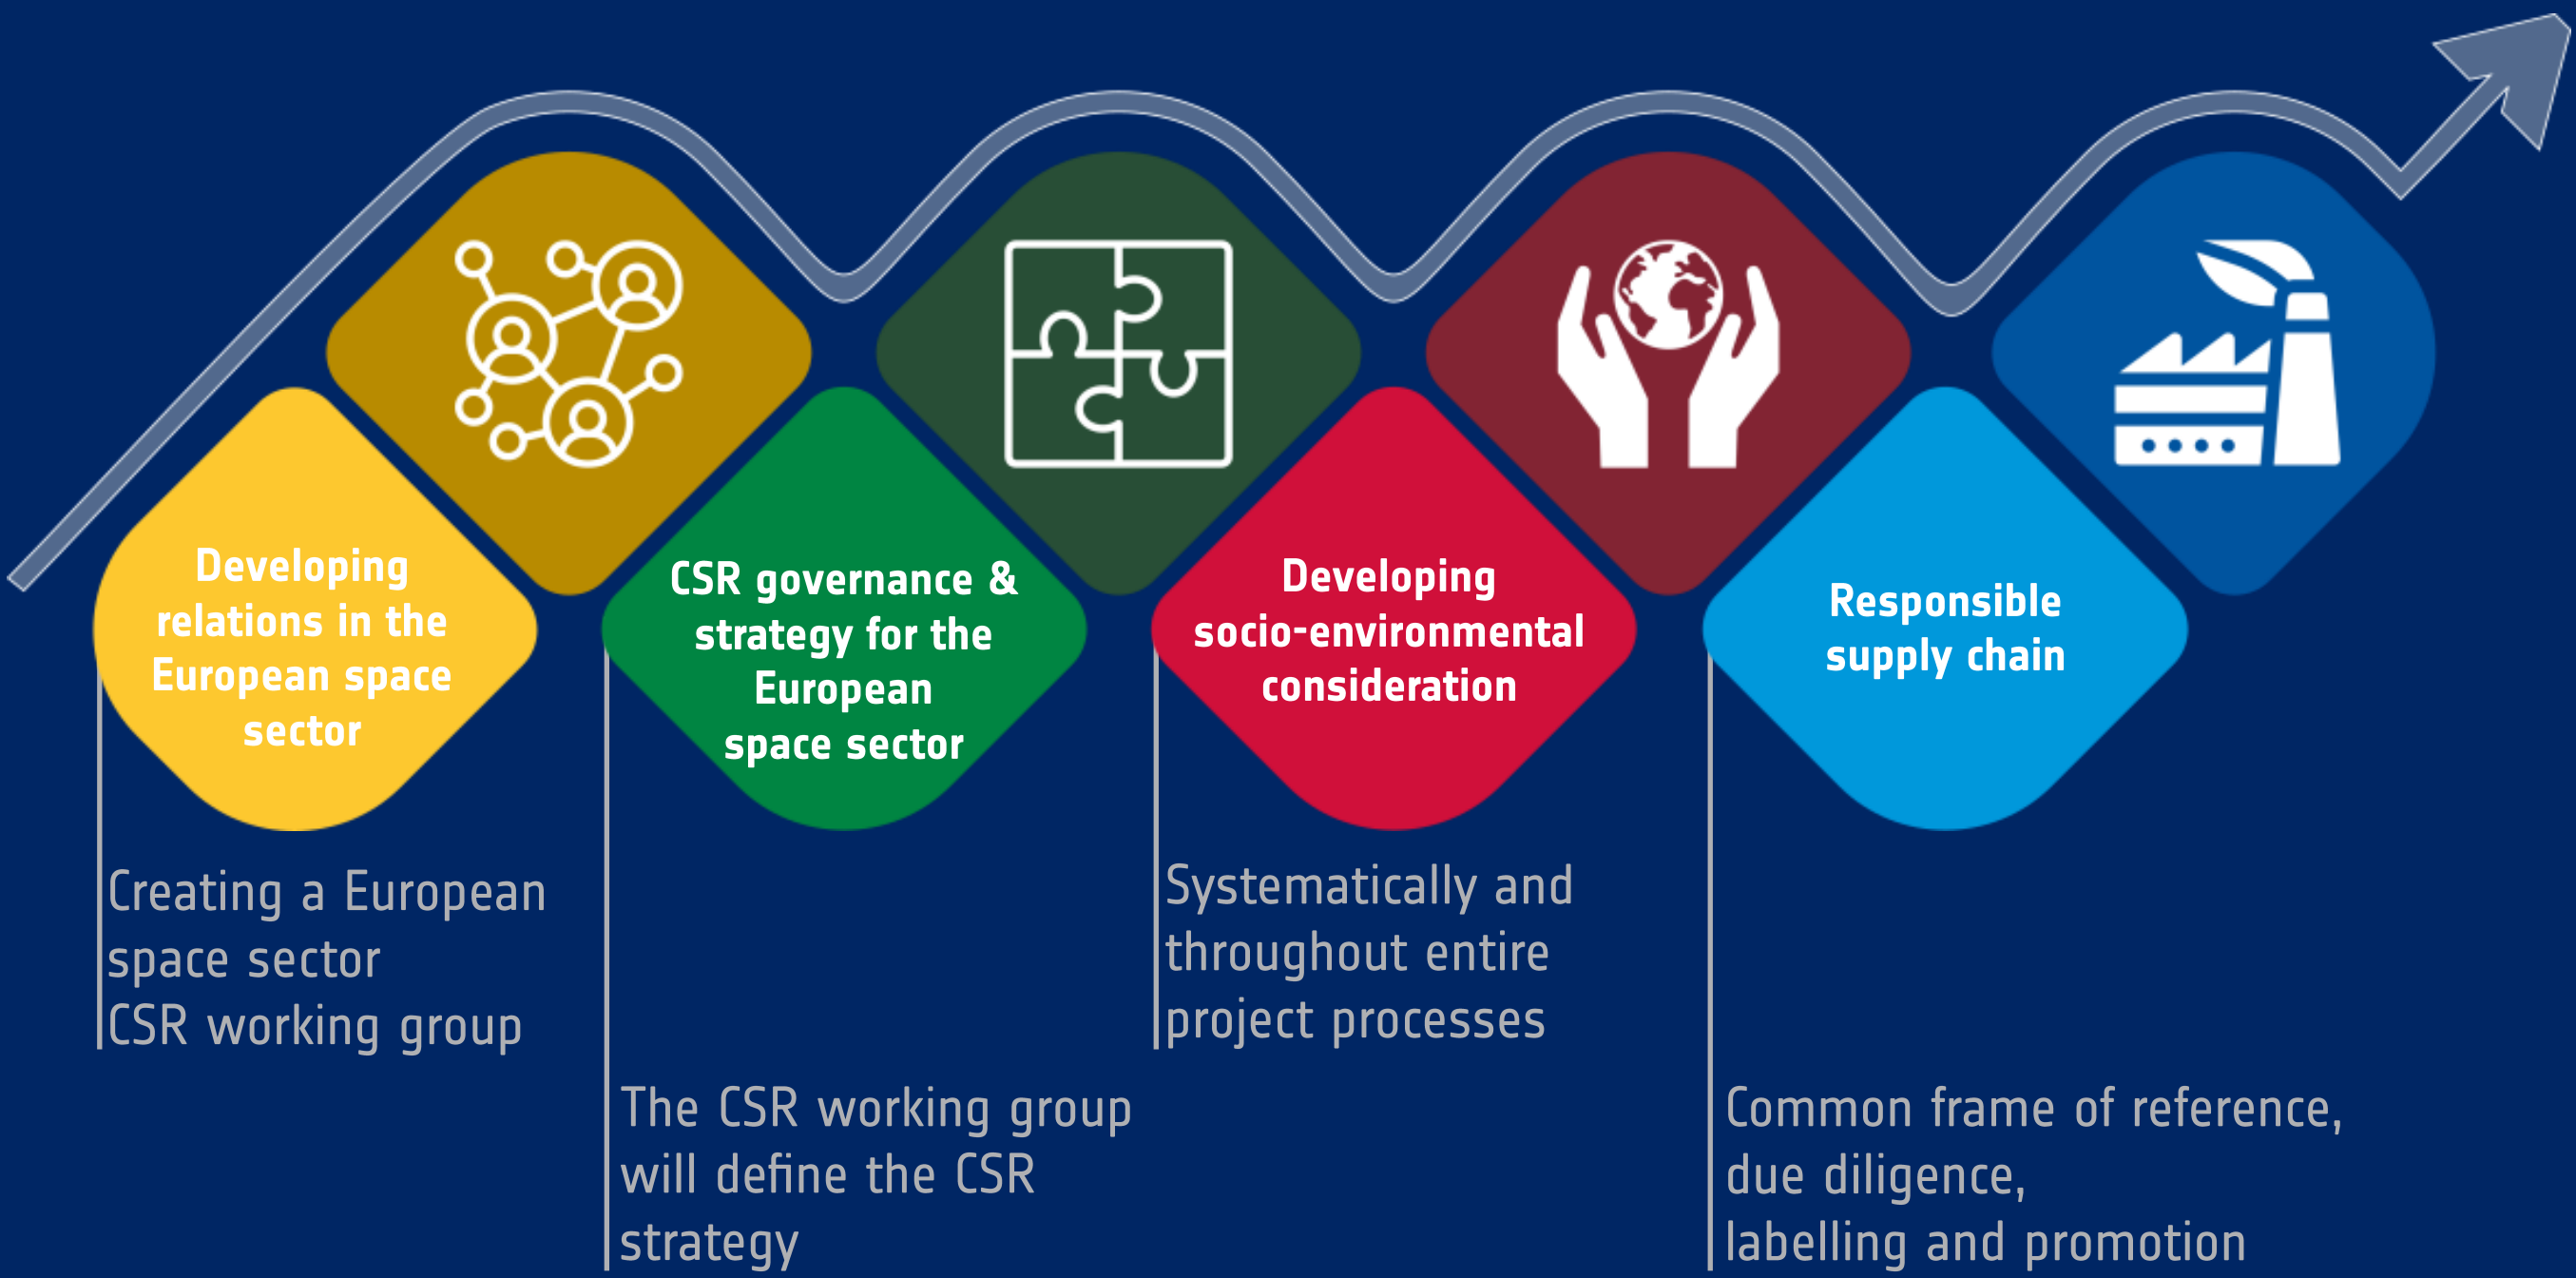 Developing
relations in the
European space
sector
CSR governance &
strategy for the
European
space sector
Developing
socio-environmental
consideration
Responsible
supply chain
Creating a European
space sector
CSR working group
The CSR working group
will define the CSR
strategy
Systematically and
throughout entire
project processes
Common frame of reference,
due diligence,
labelling and promotion